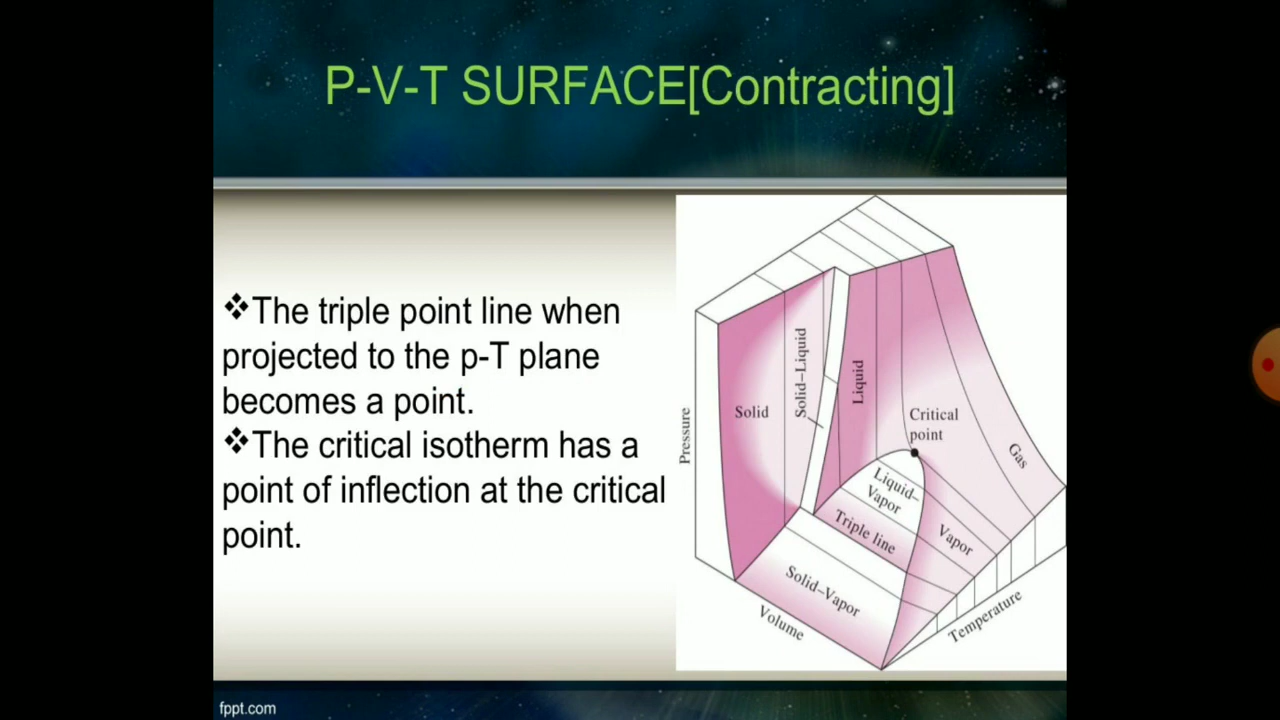 P-V-T SURFACE[Contracting]
❖The triple point line when
projected to the p-T plane
becomes a point.
❖The critical isotherm has a
point of inflection at the critical
point.
Pressure
Solid
Solid–Liquid
Liquid
Critical
point
Gas
Liquid–
Vapor
Triple line
Vapor
Solid–Vapor
Volume
Temperature
fppt.com